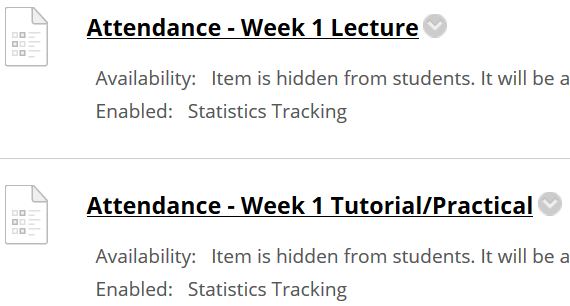 Attendance - Week 1 Lecture
Availability: Item is hidden from students. It will be a
Enabled: Statistics Tracking
Attendance - Week 1 Tutorial/Practical
Availability: Item is hidden from students. It will be a
Enabled: Statistics Tracking